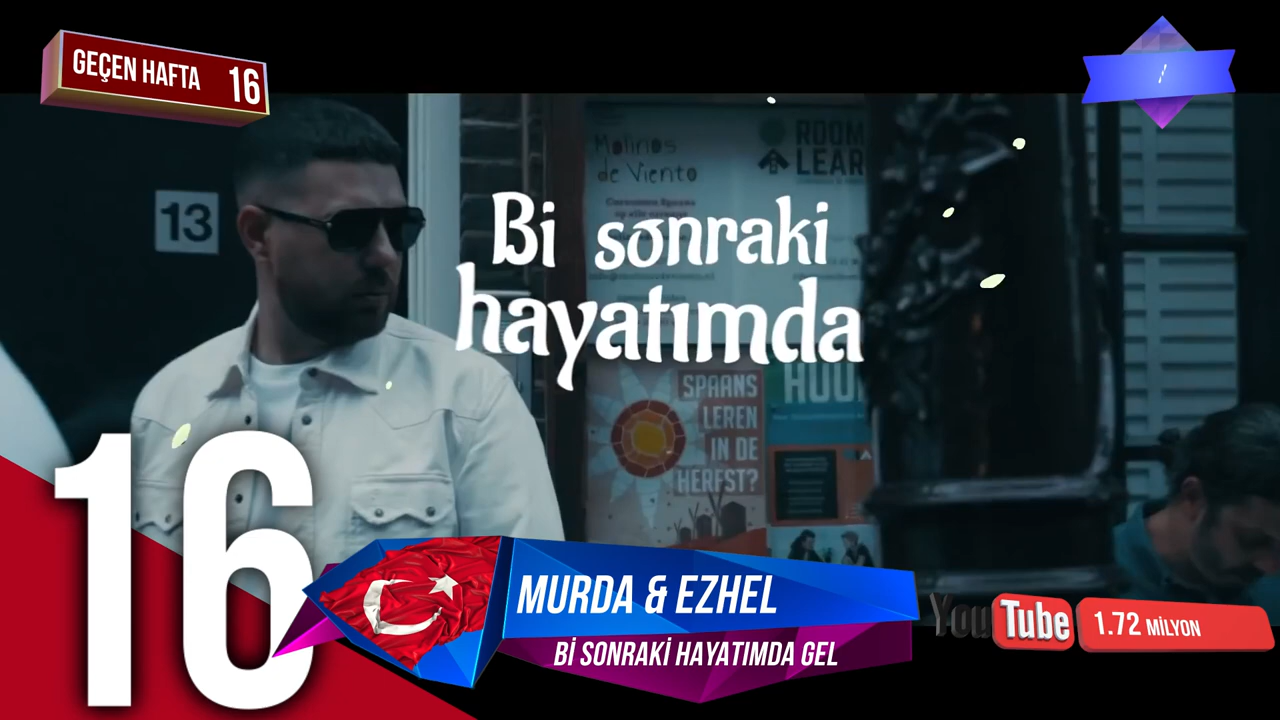 GEÇEN HAFTA 16
/
13
Molinos
de Viento
ROOM
LEAR
Bi sonraki
hayatımda
HUUR
SPAANS
LEREN
IN DE
HERFST?
16
MURDA & EZHEL
Bİ SONRAKİ HAYATIMDA GEL
YouTube 1.72 MİLYON